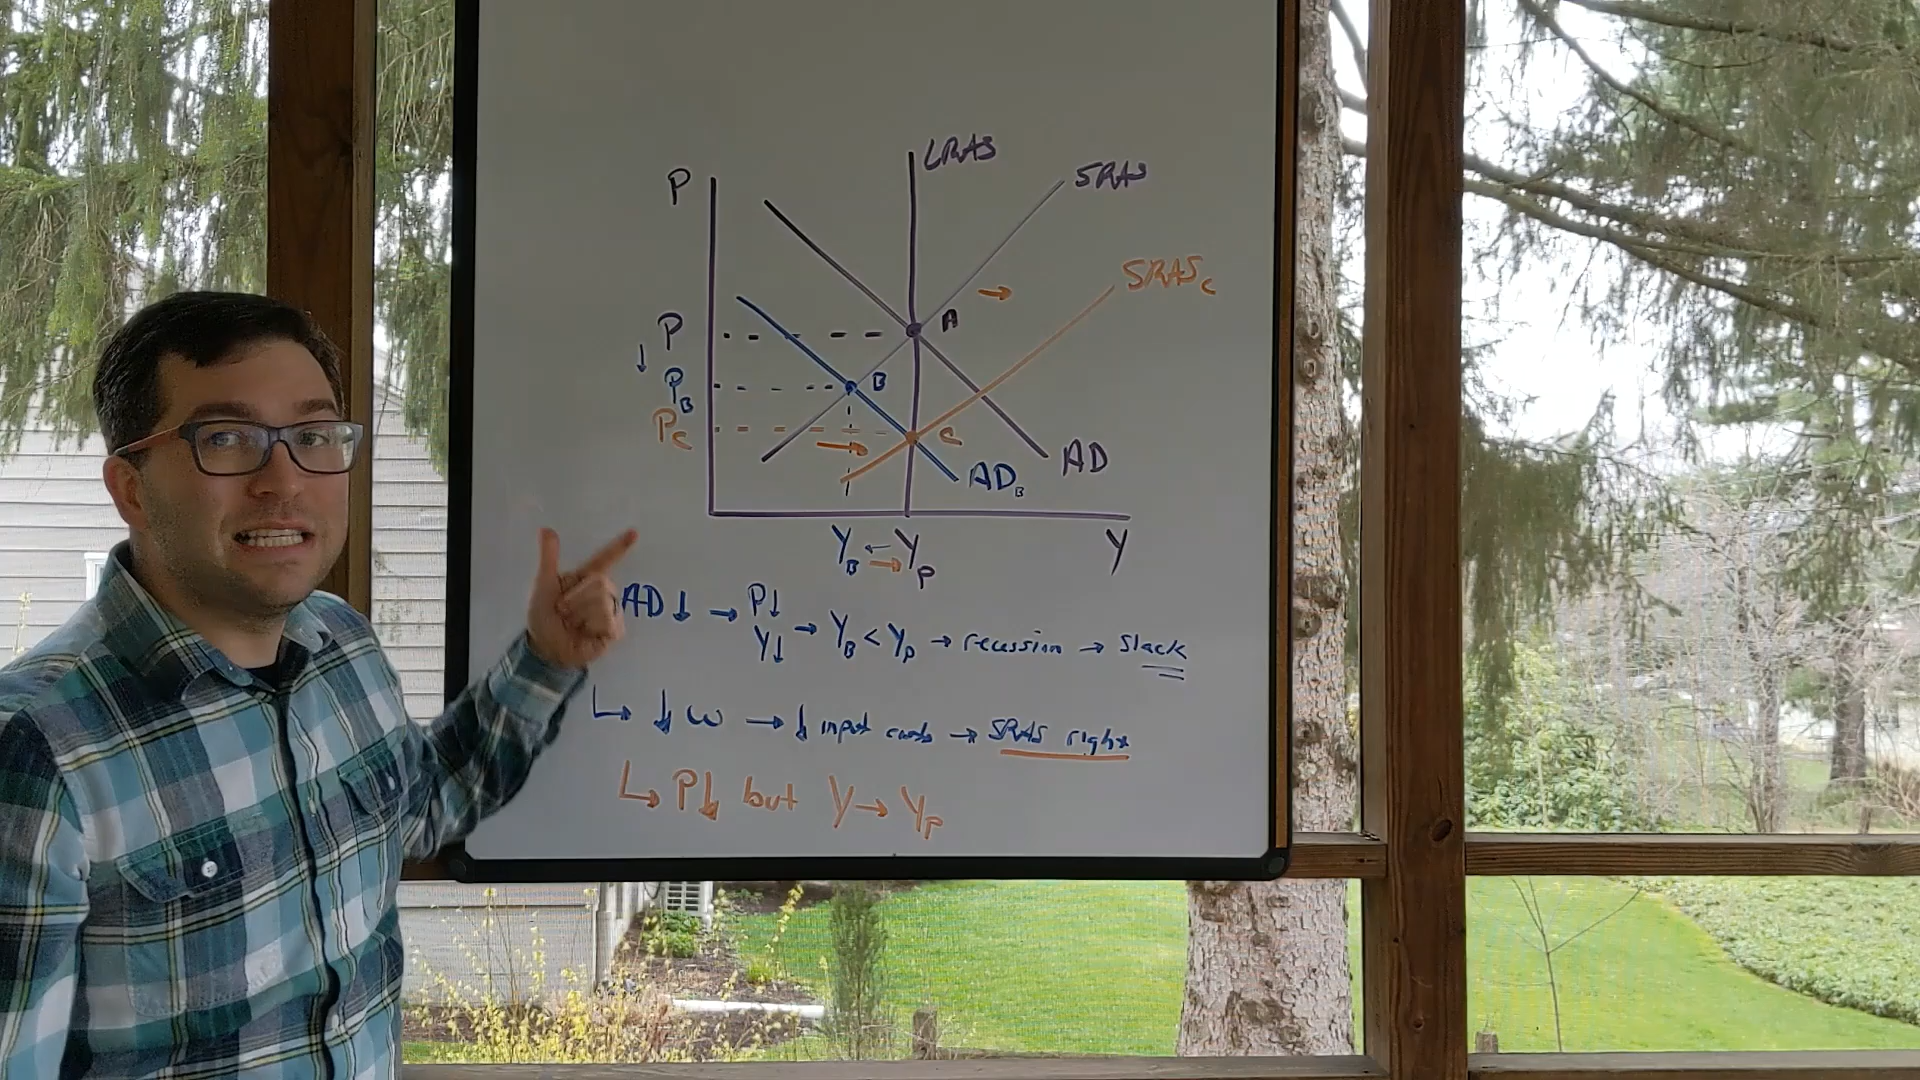 LRAS
P
SRAS
SRAS_C
P
A
↓ P_B
B
P_C
C
AD_B
AD
Y_B ← → Y_P
Y
AD ↓ → P↓
Y↓ → Y_B < Y_P → recession → slack
↳ ↓ w → ↓ input costs → SRAS right
↳ P↓ but Y → Y_P